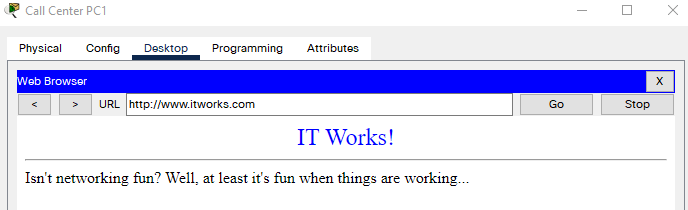 Call Center PC1
Physical Config Desktop Programming Attributes
Web Browser X
< > URL http://www.itworks.com Go Stop
IT Works!
Isn't networking fun? Well, at least it's fun when things are working...